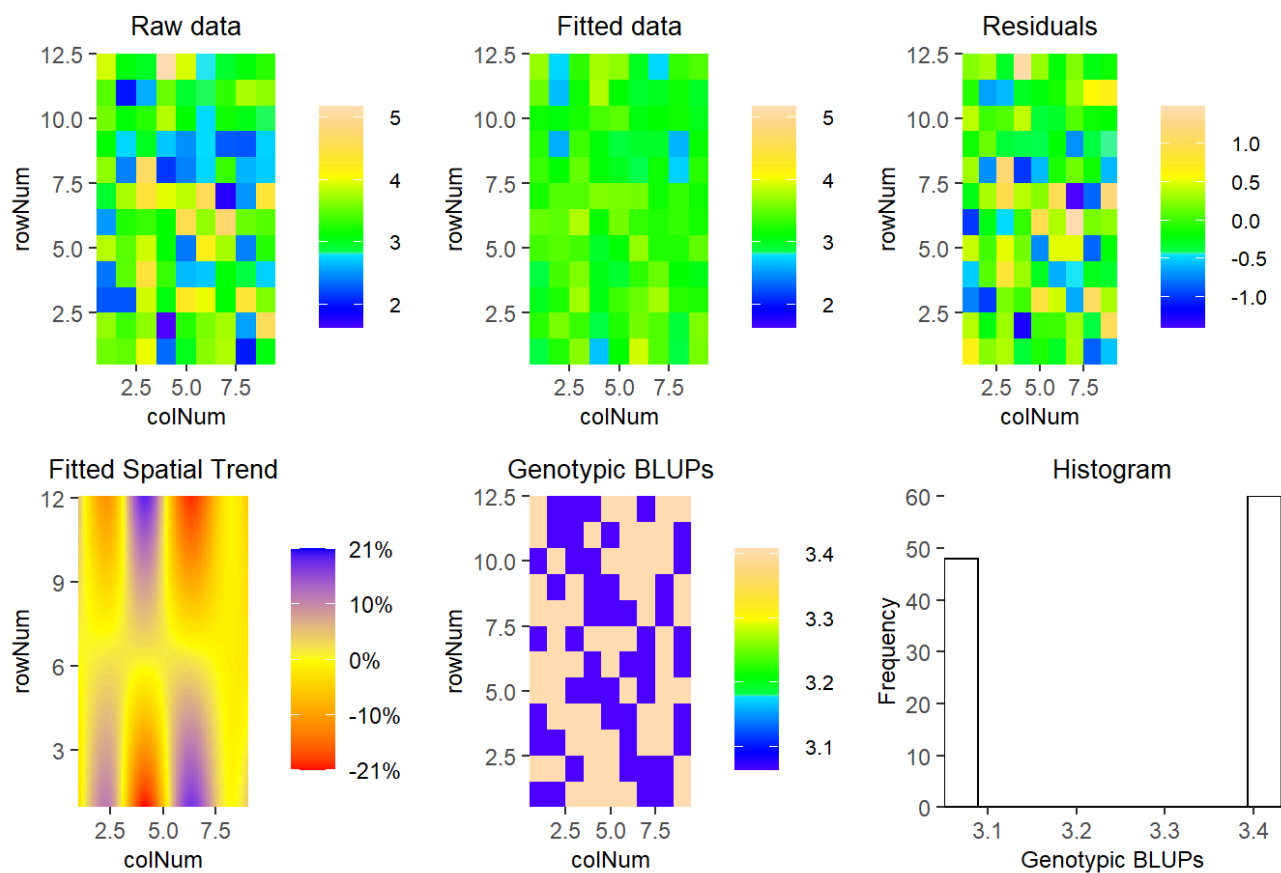 Raw data
12.5
10.0
7.5
5.0
2.5
rowNum
2.5 5.0 7.5
colNum
5
4
3
2
Fitted data
12.5
10.0
7.5
5.0
2.5
rowNum
2.5 5.0 7.5
colNum
5
4
3
2
Residuals
12.5
10.0
7.5
5.0
2.5
rowNum
2.5 5.0 7.5
colNum
1.0
0.5
0.0
-0.5
-1.0
Fitted Spatial Trend
12
9
6
3
rowNum
2.5 5.0 7.5
colNum
21%
10%
0%
-10%
-21%
Genotypic BLUPs
12.5
10.0
7.5
5.0
2.5
rowNum
2.5 5.0 7.5
colNum
3.4
3.3
3.2
3.1
Histogram
60
50
40
30
20
10
0
Frequency
3.1 3.2 3.3 3.4
Genotypic BLUPs